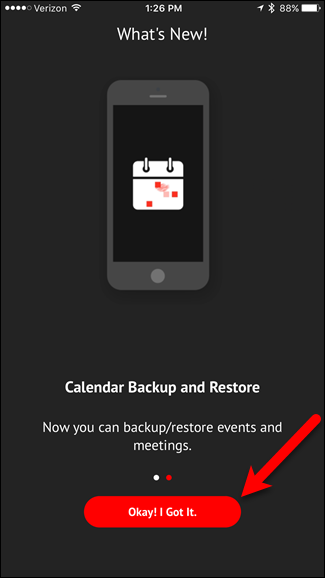 Verizon 1:26 PM 88%
What's New!
Calendar Backup and Restore
Now you can backup/restore events and
meetings.
Okay! I Got It.